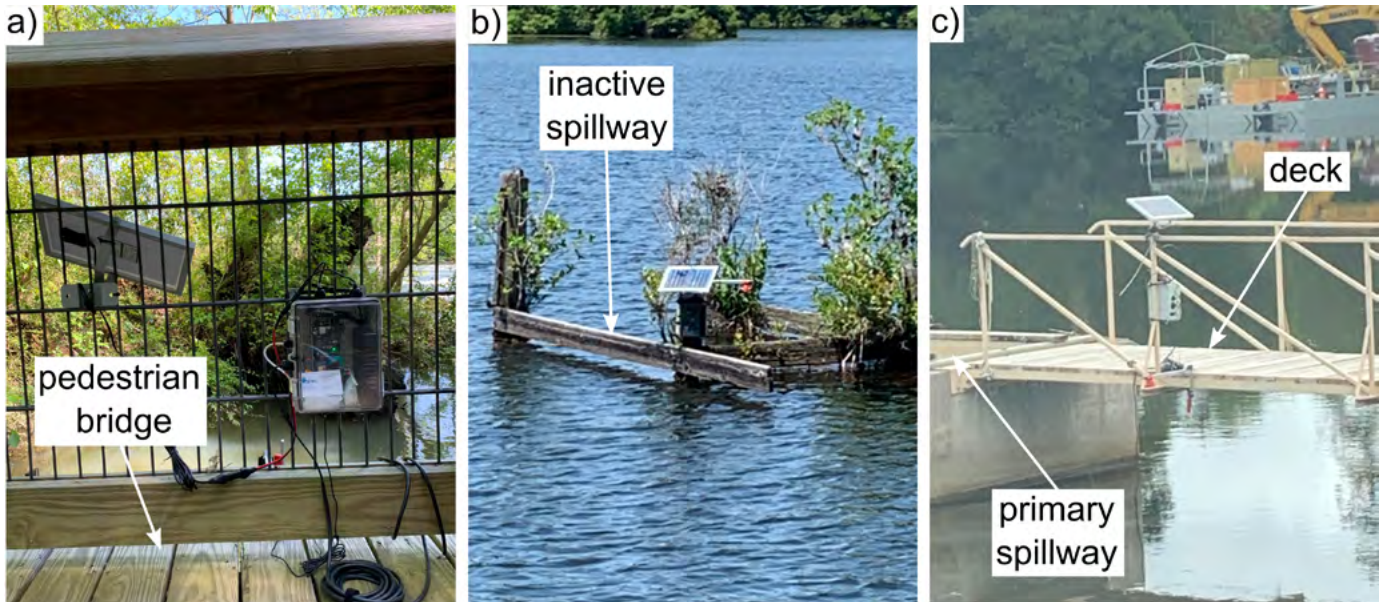 a)
pedestrian
bridge
b)
inactive
spillway
c)
deck
primary
spillway